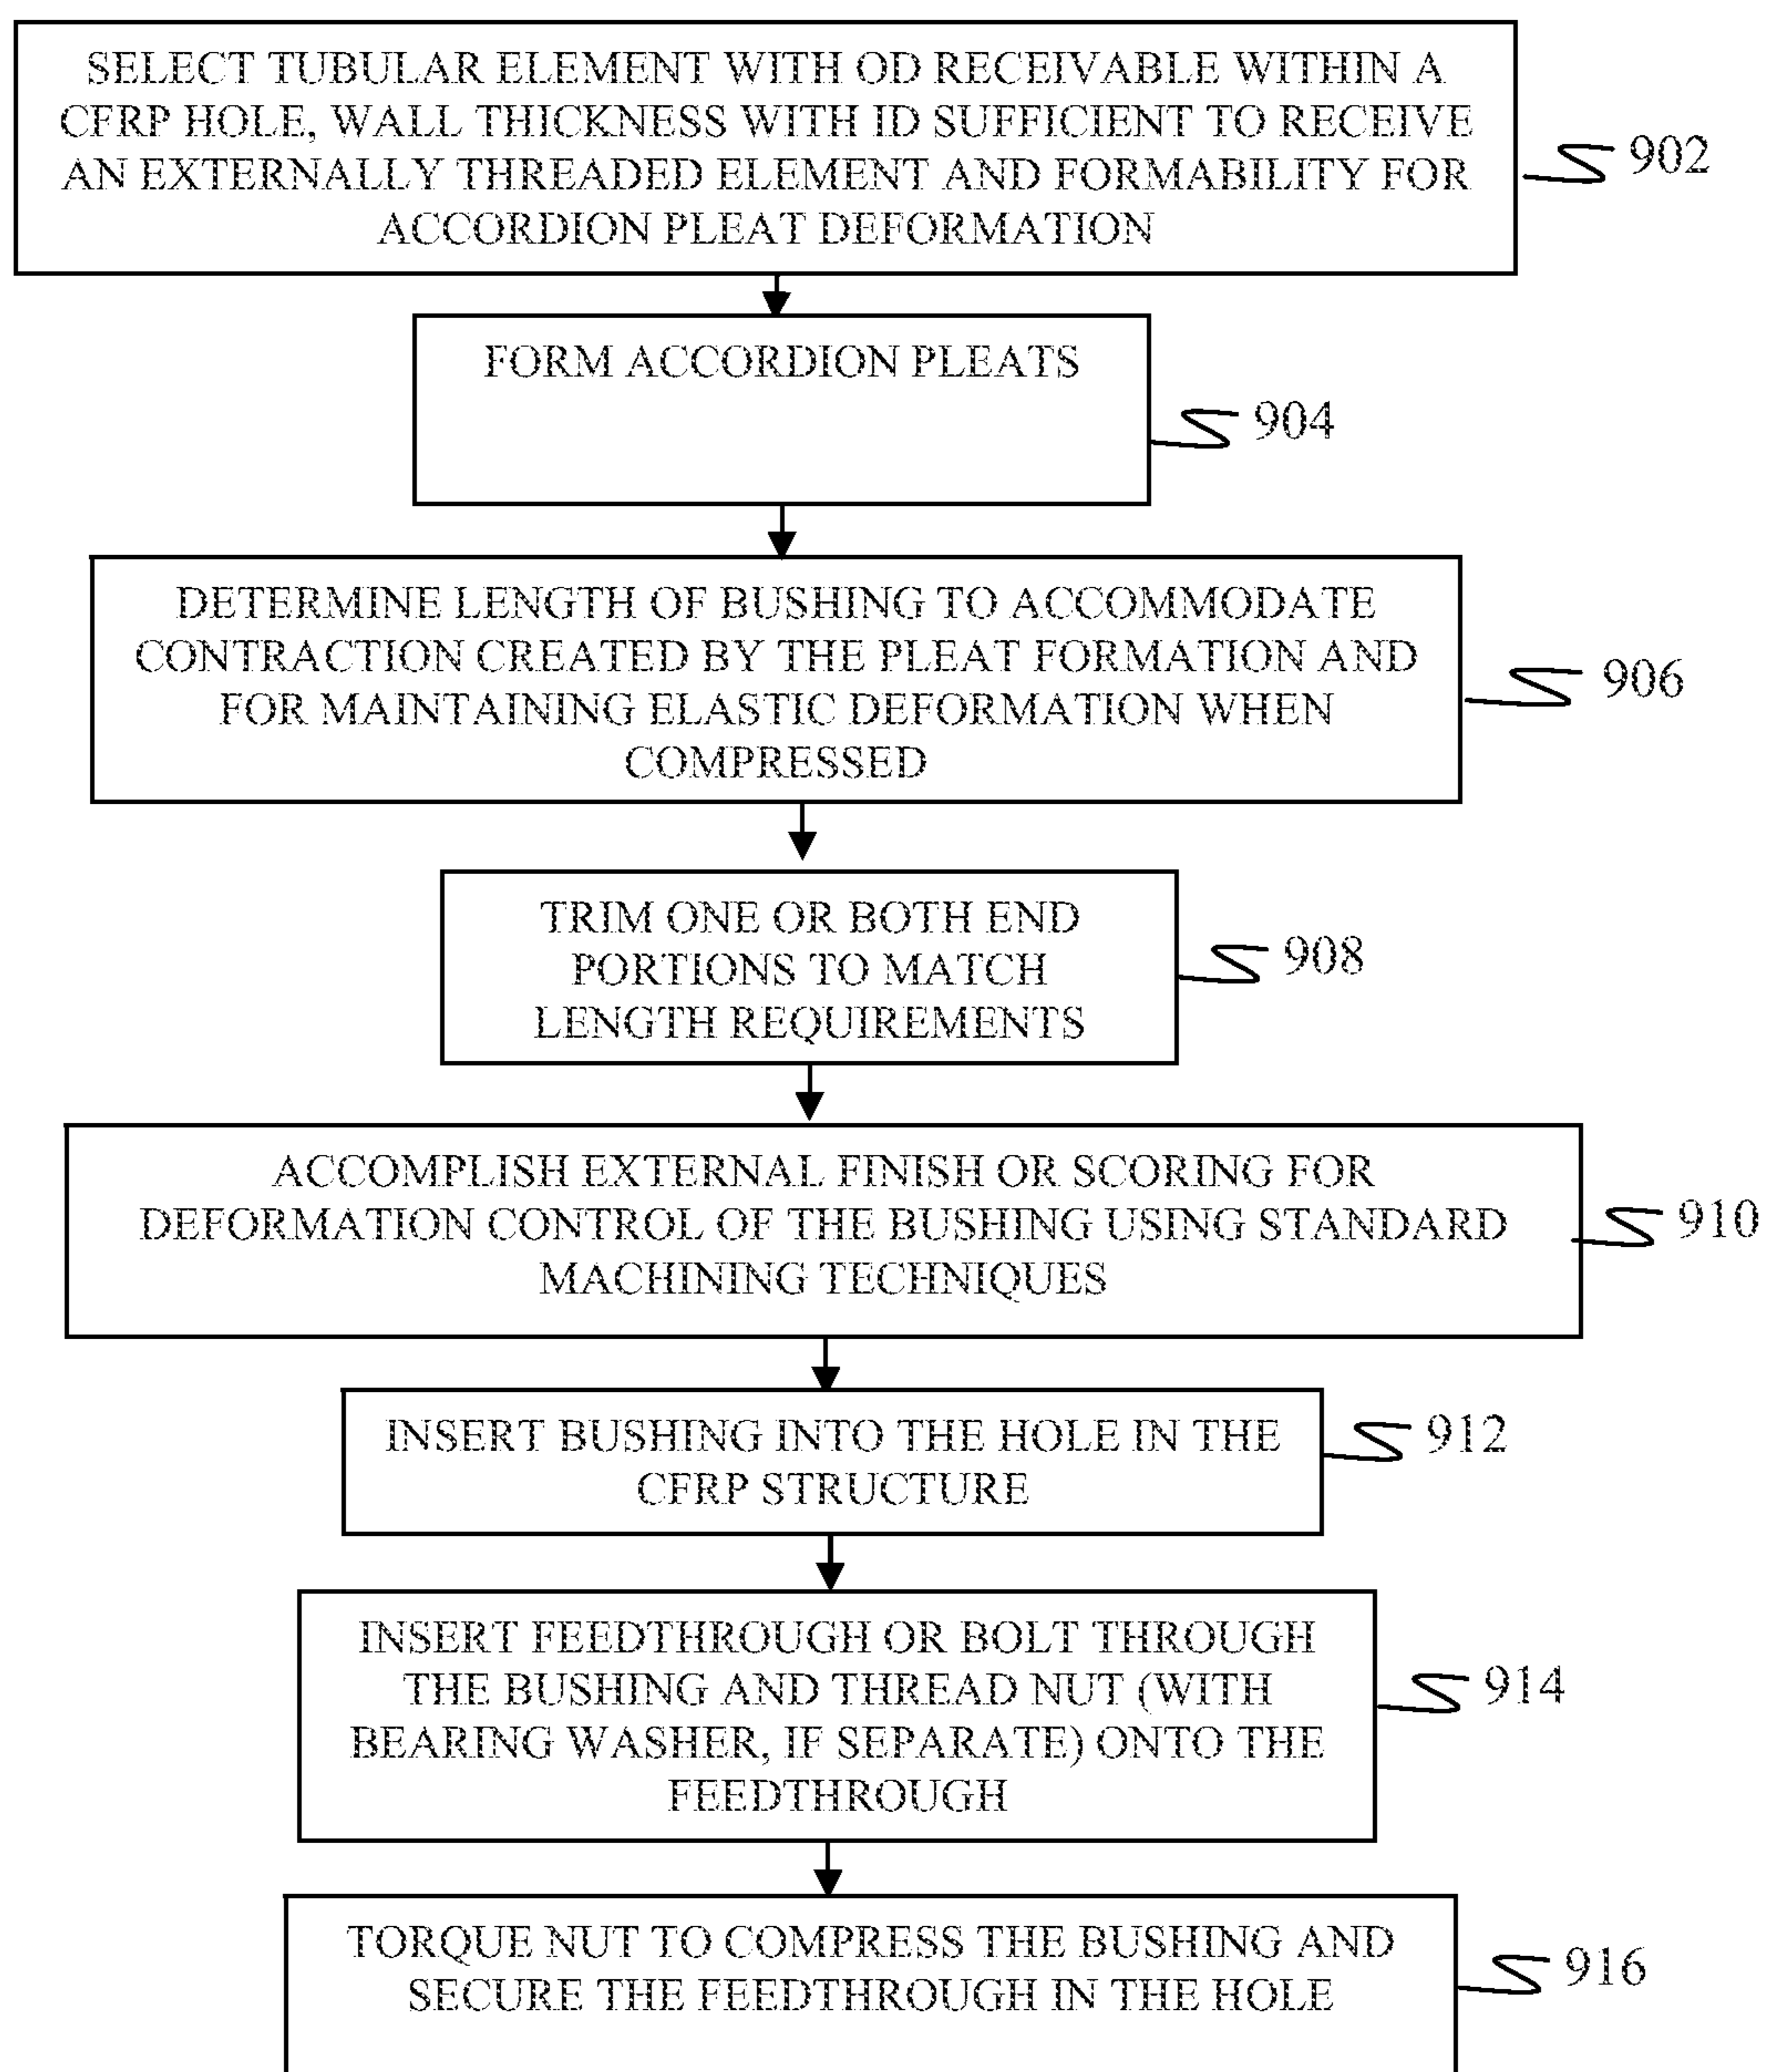 SELECT TUBULAR ELEMENT WITH OD RECEIVABLE WITHIN A
CFRP HOLE, WALL THICKNESS WITH ID SUFFICIENT TO RECEIVE
AN EXTERNALLY THREADED ELEMENT AND FORMABILITY FOR
ACCORDION PLEAT DEFORMATION
902
FORM ACCORDION PLEATS
904
DETERMINE LENGTH OF BUSHING TO ACCOMMODATE
CONTRACTION CREATED BY THE PLEAT FORMATION AND
FOR MAINTAINING ELASTIC DEFORMATION WHEN
COMPRESSED
906
TRIM ONE OR BOTH END
PORTIONS TO MATCH
LENGTH REQUIREMENTS
908
ACCOMPLISH EXTERNAL FINISH OR SCORING FOR
DEFORMATION CONTROL OF THE BUSHING USING STANDARD
MACHINING TECHNIQUES
910
INSERT BUSHING INTO THE HOLE IN THE
CFRP STRUCTURE
912
INSERT FEEDTHROUGH OR BOLT THROUGH
THE BUSHING AND THREAD NUT (WITH
BEARING WASHER, IF SEPARATE) ONTO THE
FEEDTHROUGH
914
TORQUE NUT TO COMPRESS THE BUSHING AND
SECURE THE FEEDTHROUGH IN THE HOLE
916